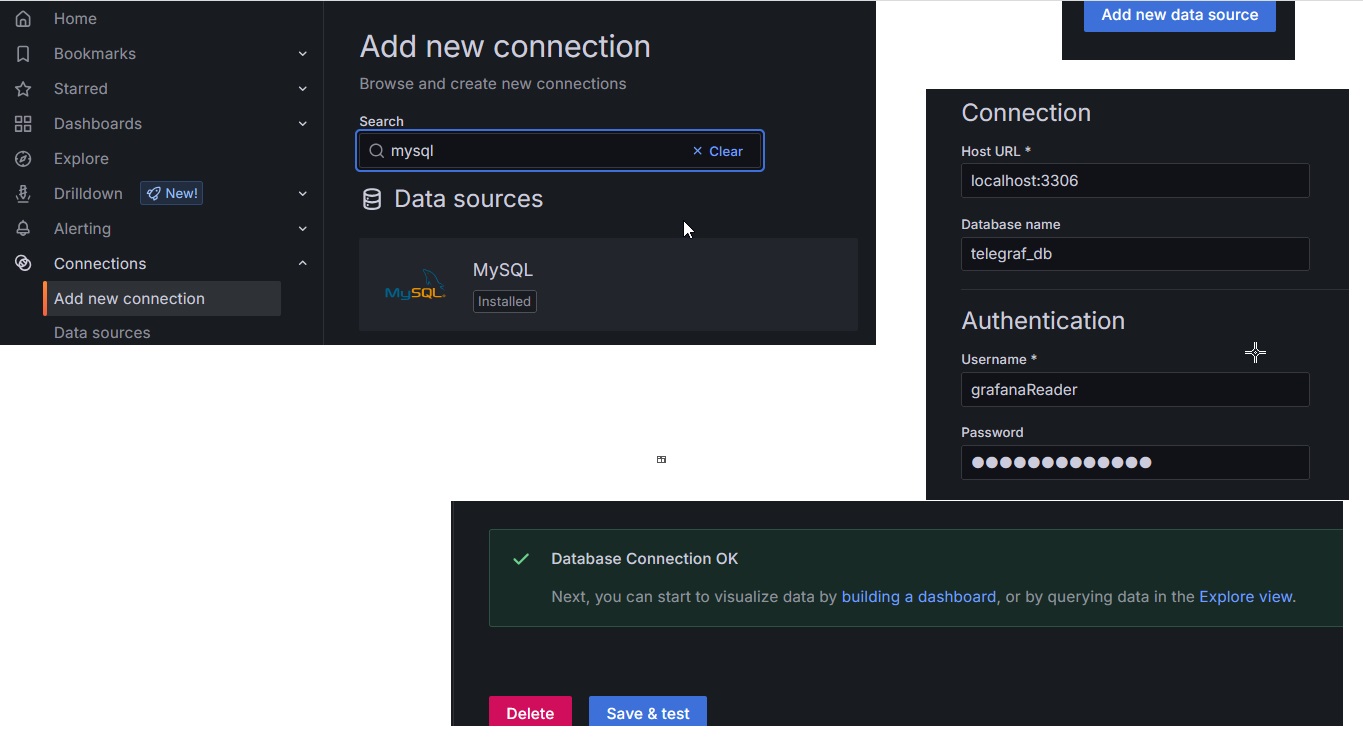 Home
Bookmarks
Starred
Dashboards
Explore
Drilldown New!
Alerting
Connections
Add new connection
Data sources
Add new connection
Browse and create new connections
Search
mysql Clear
Data sources
MySQL
MySQL
Installed
Add new data source
Connection
Host URL *
localhost:3306
Database name
telegraf_db
Authentication
Username *
grafanaReader
Password
Database Connection OK
Next, you can start to visualize data by building a dashboard, or by querying data in the Explore view.
Delete Save & test